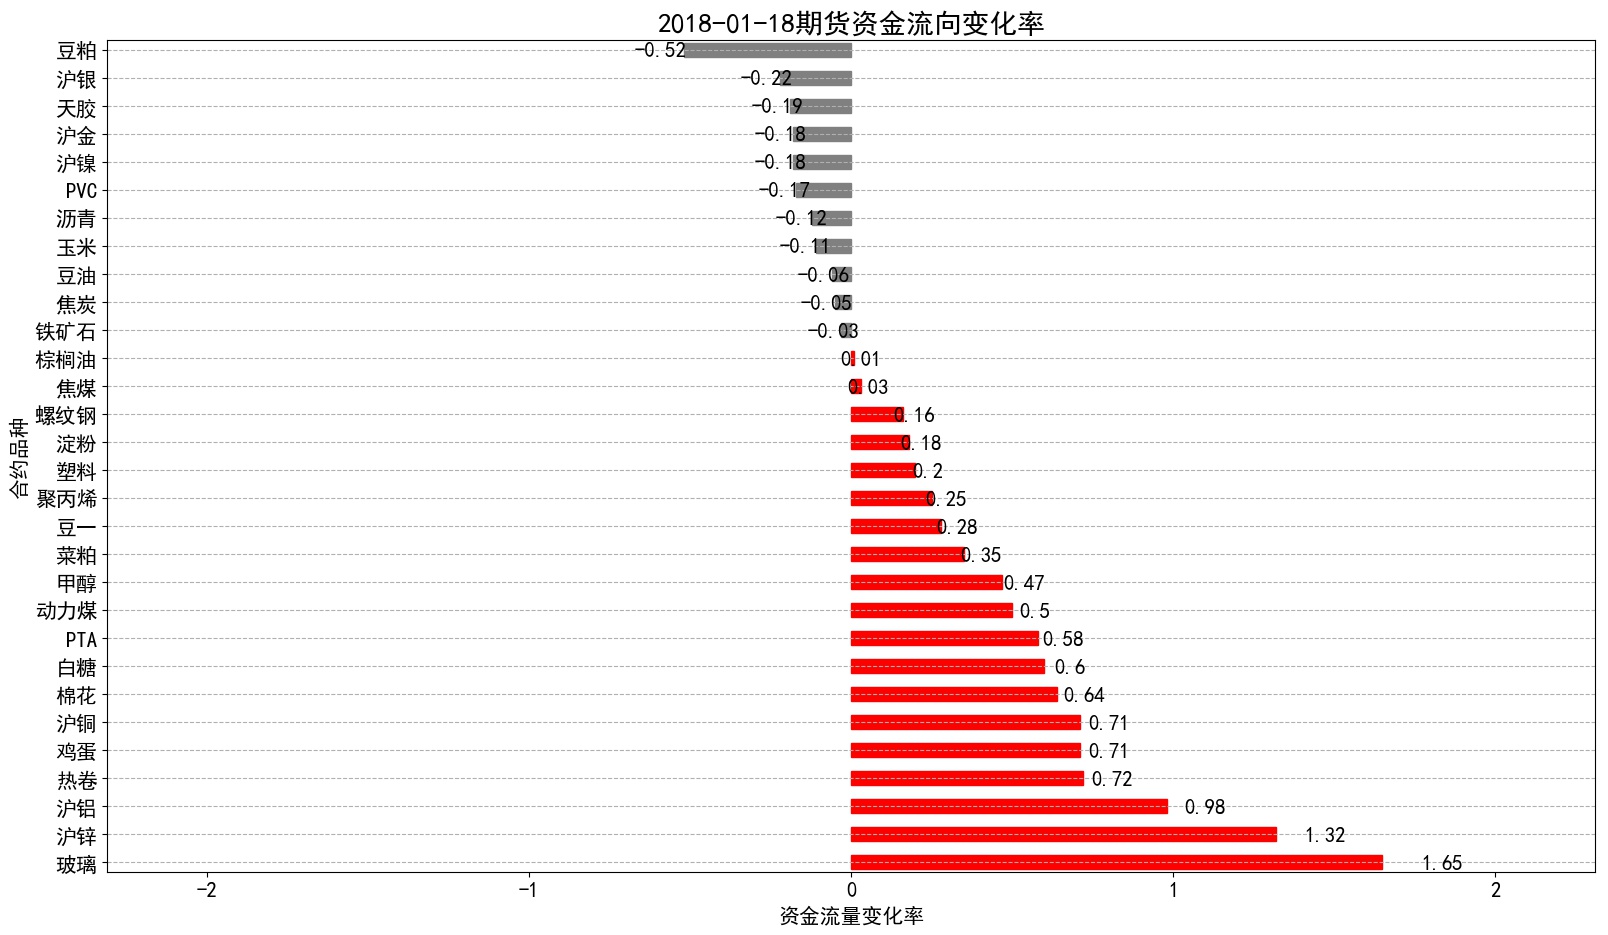 2018-01-18期货资金流向变化率
豆粕 -0.52
沪银 -0.22
天胶 -0.19
沪金 -0.18
沪镍 -0.18
PVC -0.17
沥青 -0.12
玉米 -0.11
豆油 -0.06
焦炭 -0.05
铁矿石 -0.03
棕榈油 0.01
焦煤 0.03
螺纹钢 0.16
淀粉 0.18
塑料 0.2
聚丙烯 0.25
豆一 0.28
菜粕 0.35
甲醇 0.47
动力煤 0.5
PTA 0.58
白糖 0.6
棉花 0.64
沪铜 0.71
鸡蛋 0.71
热卷 0.72
沪铝 0.98
沪锌 1.32
玻璃 1.65
合约品种
-2 -1 0 1 2
资金流量变化率